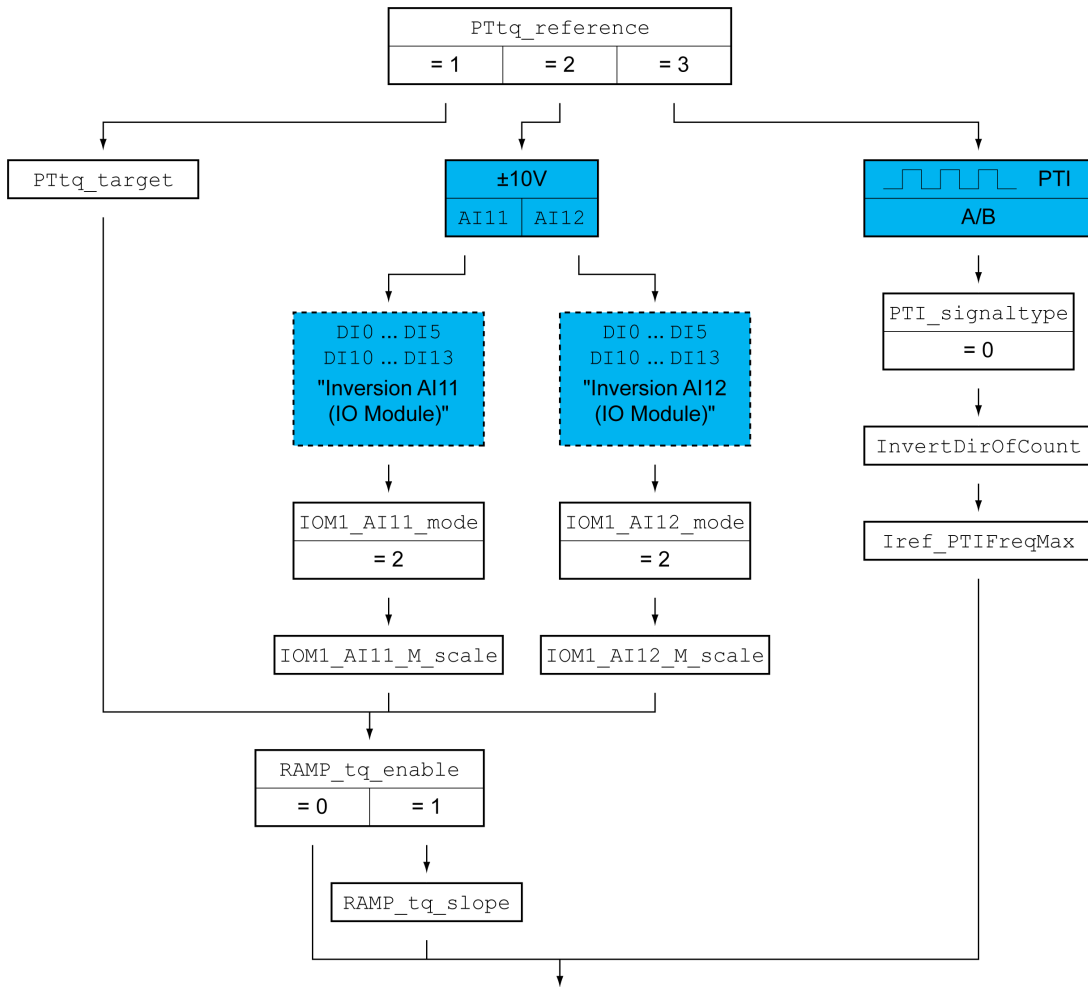 PTtq_reference
= 1
= 2
= 3
PTtq_target
±10V
AI11
AI12
PTI
A/B
DI0 ... DI5
DI10 ... DI13
"Inversion AI11
(IO Module)"
DI0 ... DI5
DI10 ... DI13
"Inversion AI12
(IO Module)"
PTI_signaltype
= 0
InvertDirOfCount
IOM1_AI11_mode
= 2
IOM1_AI12_mode
= 2
Iref_PTIFreqMax
IOM1_AI11_M_scale
IOM1_AI12_M_scale
RAMP_tq_enable
= 0
= 1
RAMP_tq_slope